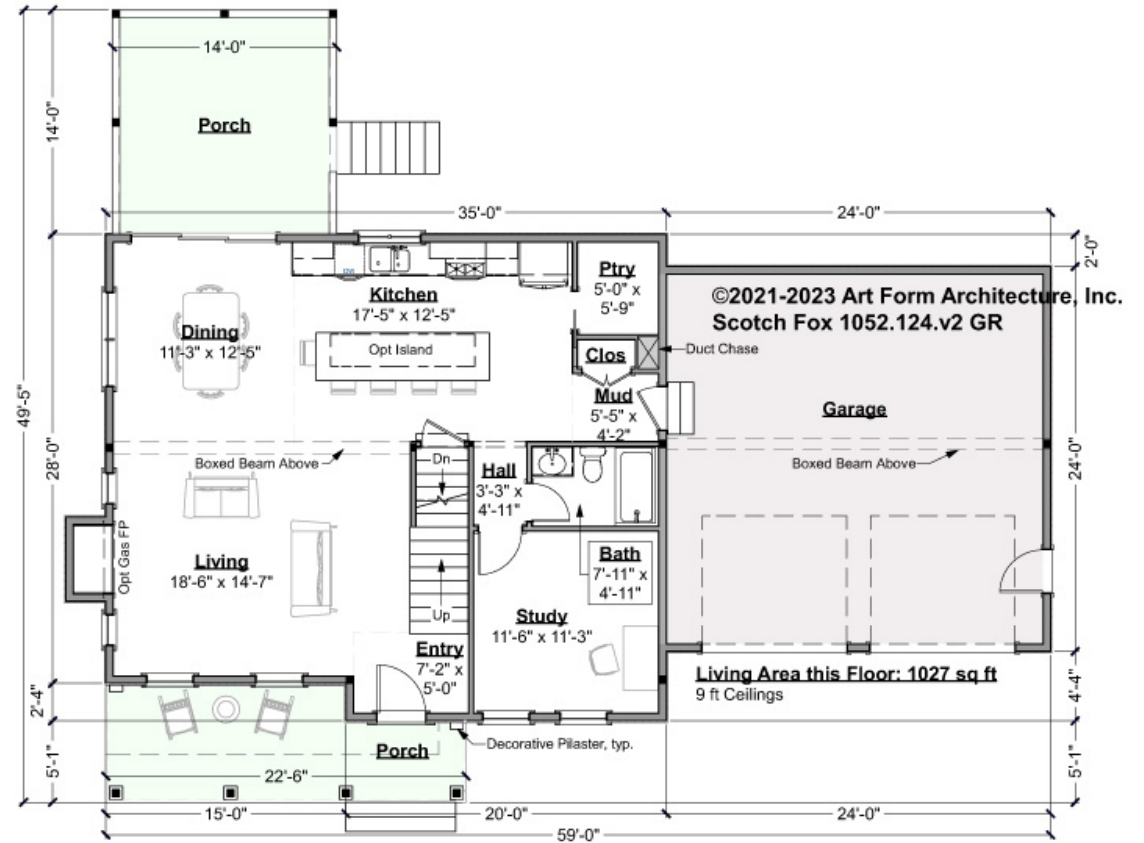 14'-0"
Porch
14'-0"
35'-0"
24'-0"
2'-0"
Ptry
5'-0" x
5'-9"
©2021-2023 Art Form Architecture, Inc.
Scotch Fox 1052.124.v2 GR
Kitchen
17'-5" x 12'-5"
Dining
11'-3" x 12'-5"
Opt Island
Clos
Duct Chase
Mud
5'-5" x
4'-2"
Garage
49'-5"
28'-0"
24'-0"
Boxed Beam Above
Dn
Hall
3'-3" x
4'-11"
Boxed Beam Above
Opt Gas FP
Living
18'-6" x 14'-7"
Bath
7'-11" x
4'-11"
Up
Study
11'-6" x 11'-3"
Entry
7'-2" x
5'-0"
Living Area this Floor: 1027 sq ft
9 ft Ceilings
2'-4"
4'-4"
Porch
Decorative Pilaster, typ.
5'-1"
22'-6"
5'-1"
15'-0"
20'-0"
24'-0"
59'-0"